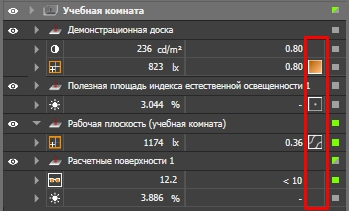 Учебная комната
Демонстрационная доска
236 cd/m² 0.80
823 lx 0.80
Полезная площадь индекса естественной освещенности 1
3.044 % -
Рабочая плоскость (учебная комната)
1174 lx 0.36
Расчетные поверхности 1
12.2 < 10
3.886 % -